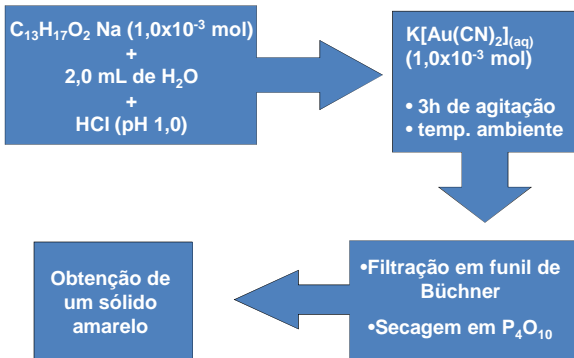 C₁₃H₁₇O₂ Na (1,0x10⁻³ mol)
+
2,0 mL de H₂O
+
HCl (pH 1,0)
K[Au(CN)₂](aq)
(1,0x10⁻³ mol)
• 3h de agitação
• temp. ambiente
•Filtração em funil de
Büchner
•Secagem em P₄O₁₀
Obtenção de
um sólido
amarelo